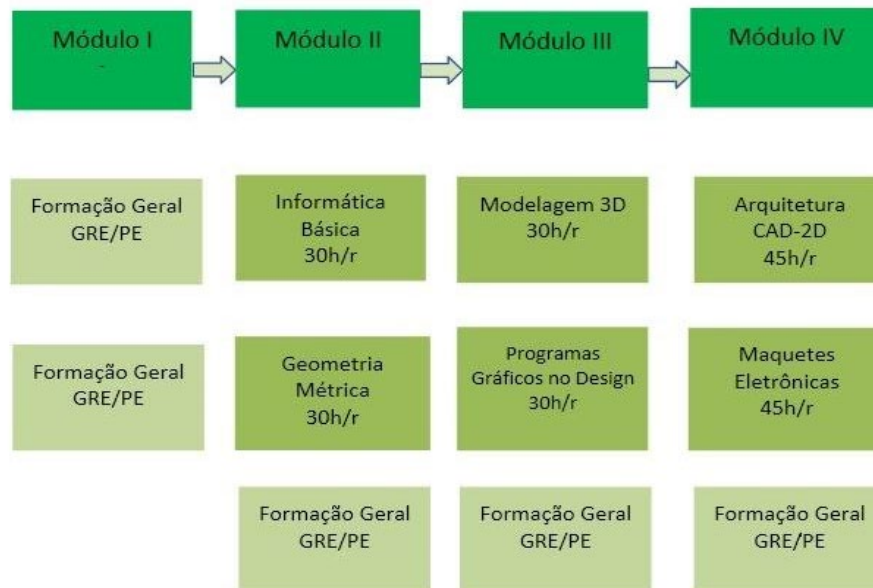 Módulo I
-
Módulo II
Módulo III
Módulo IV
Formação Geral
GRE/PE
Informática
Básica
30h/r
Modelagem 3D
30h/r
Arquitetura
CAD-2D
45h/r
Formação Geral
GRE/PE
Geometria
Métrica
30h/r
Programas
Gráficos no Design
30h/r
Maquetes
Eletrônicas
45h/r
Formação Geral
GRE/PE
Formação Geral
GRE/PE
Formação Geral
GRE/PE